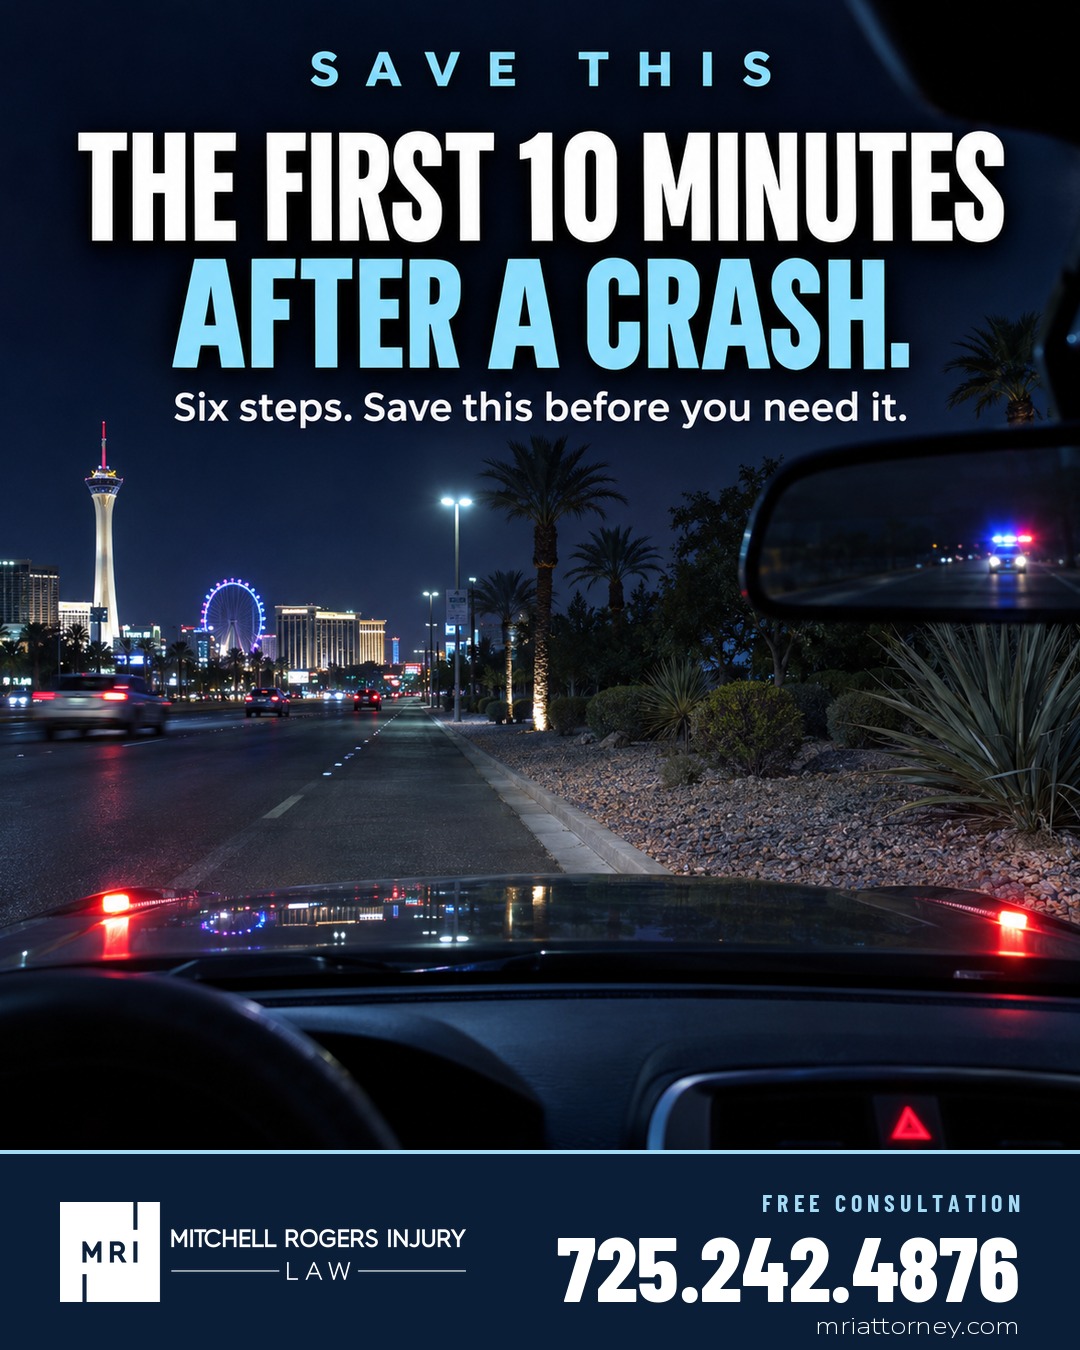 SAVE THIS
THE FIRST 10 MINUTES
AFTER A CRASH.
Six steps. Save this before you need it.
FREE CONSULTATION
MRI
MITCHELL ROGERS INJURY
LAW
725.242.4876
mriattorney.com